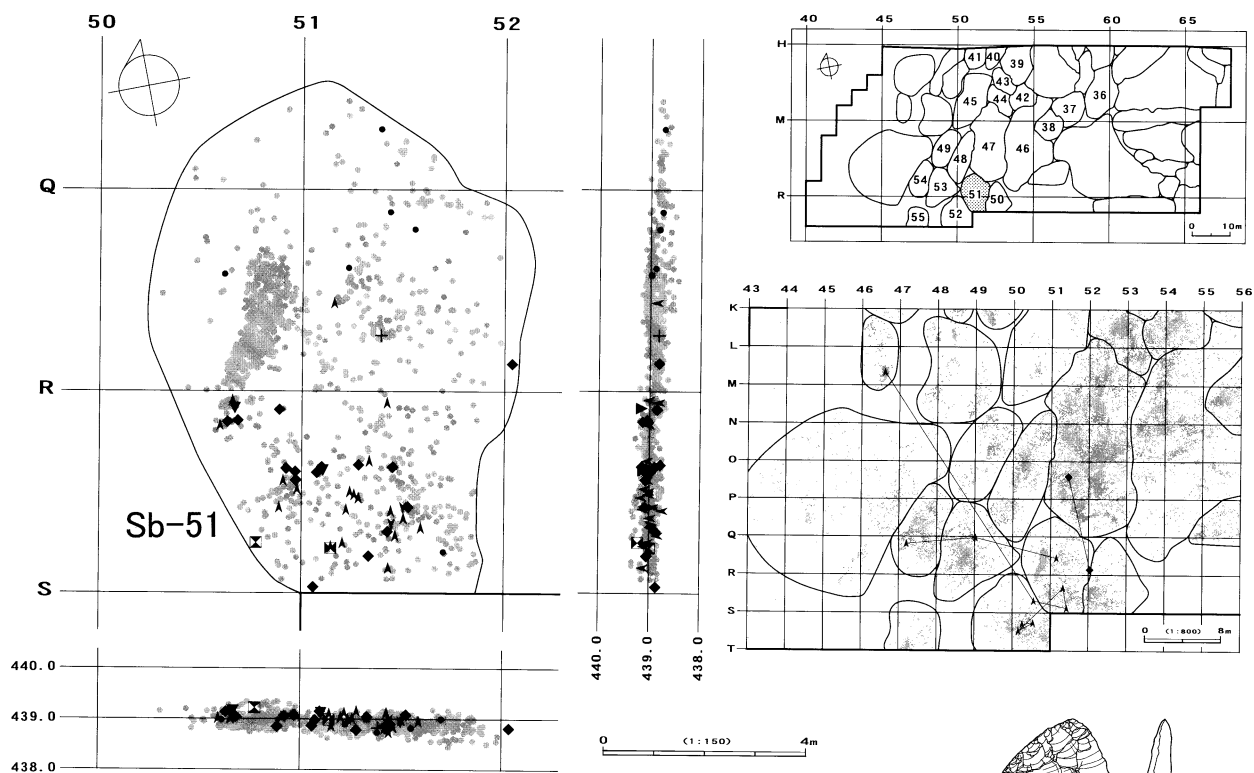 50 51 52
Q
R
Sb-51
S
440.0
439.0
438.0
440.0
439.0
438.0
0 (1:150) 4m
40 45 50 55 60 65
H
M
R
41 40 39
43
45 44 42
36
37
38
49 48 47 46
54 53 51 50
55 52
0 10m
43 44 45 46 47 48 49 50 51 52 53 54 55 56
K
L
M
N
O
P
Q
R
S
T
0 (1:800) 8m